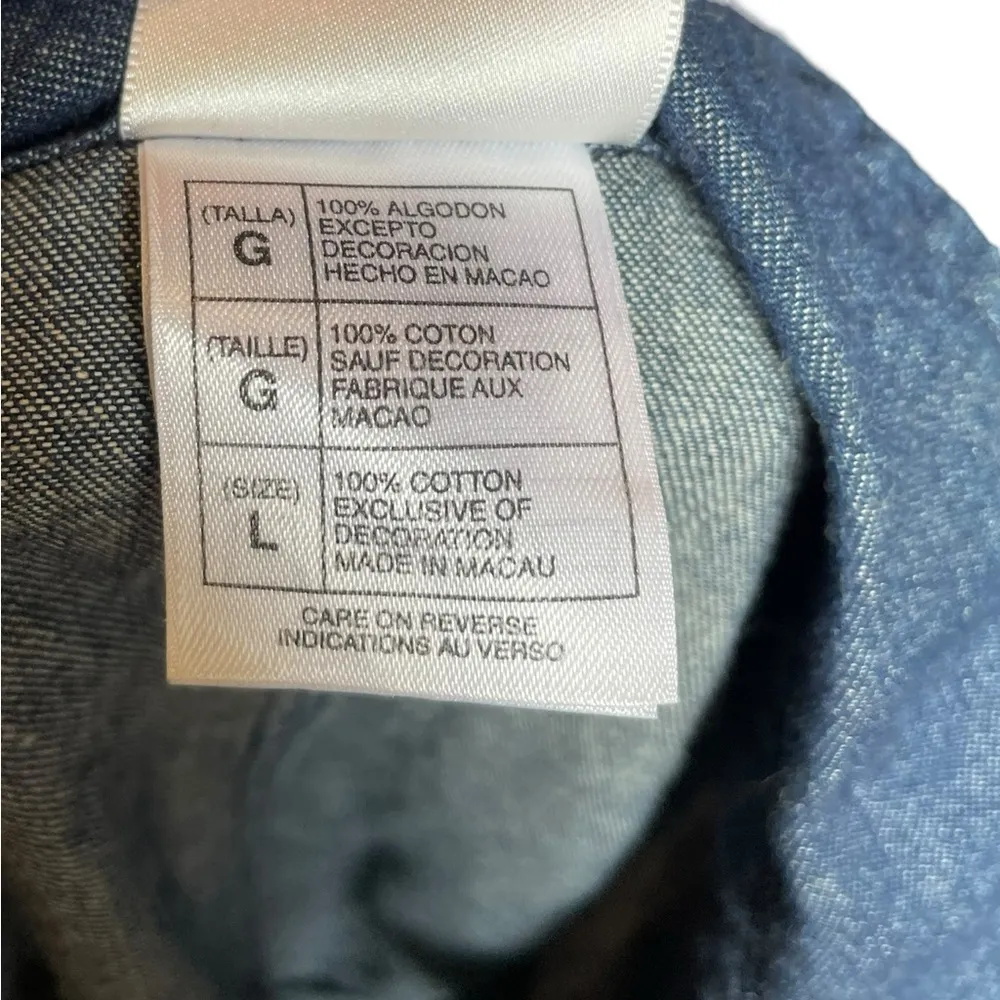 (TALLA)
G
100% ALGODON
EXCEPTO
DECORACION
HECHO EN MACAO
(TAILLE)
G
100% COTON
SAUF DECORATION
FABRIQUE AUX
MACAO
(SIZE)
L
100% COTTON
EXCLUSIVE OF
DECORATION
MADE IN MACAU
CARE ON REVERSE
INDICATIONS AU VERSO